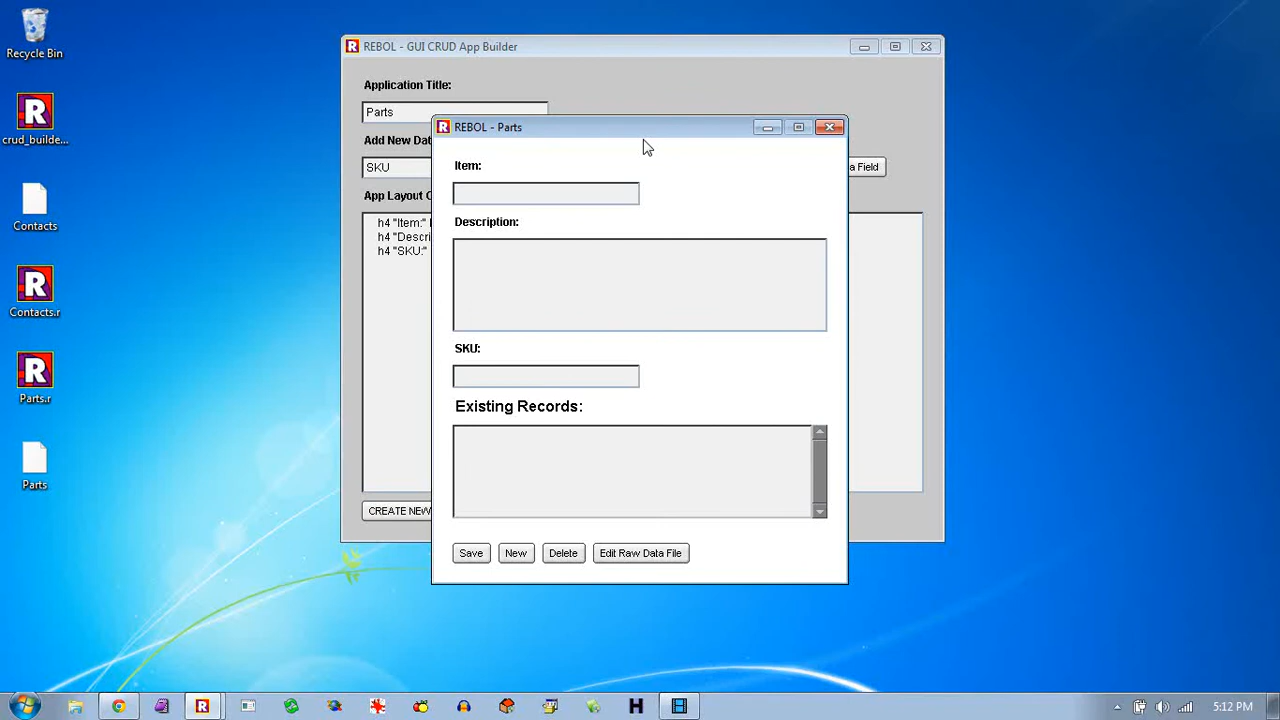 Recycle Bin
crud_builde...
Contacts
Contacts.r
Parts.r
Parts
REBOL - GUI CRUD App Builder
Application Title:
Parts
Add New Dat
SKU
a Field
App Layout C
h4 "Item:"
h4 "Descri
h4 "SKU:"
CREATE NEW
REBOL - Parts
Item:
Description:
SKU:
Existing Records:
Save
New
Delete
Edit Raw Data File
5:12 PM